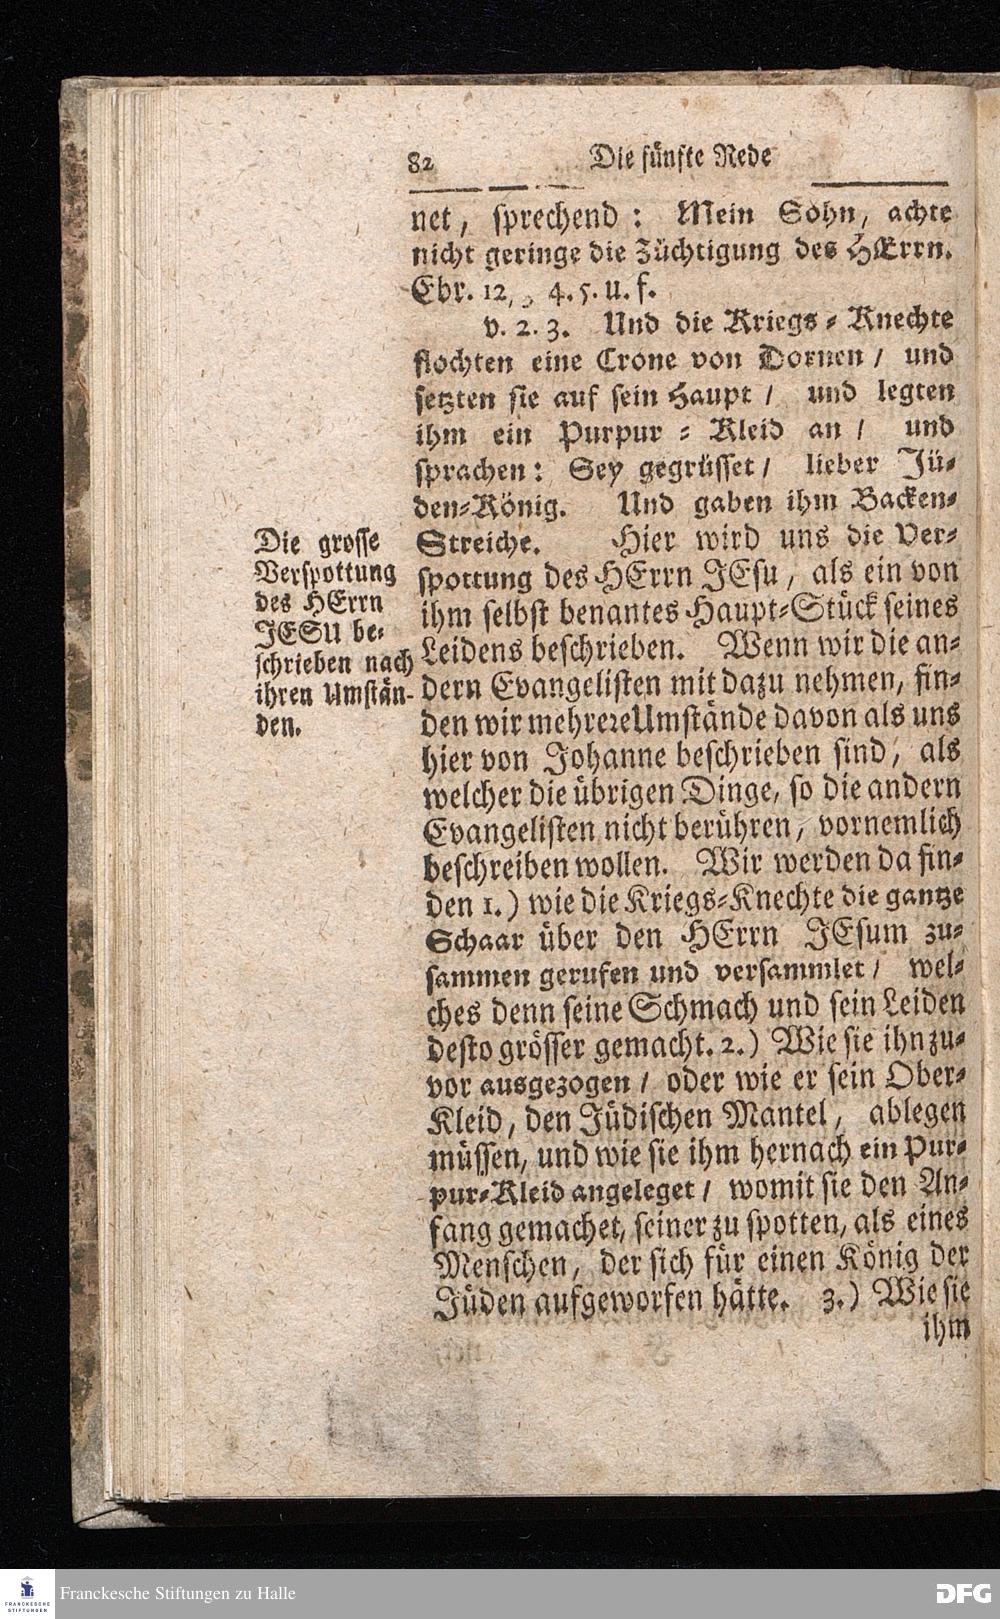 82 Die fünfte Rede
net, sprechend: Mein Sohn, achte
nicht geringe die Züchtigung des HErrn.
Ebr. 12, 4. 5. u. f.
v. 2. 3. Und die Kriegs-Knechte
flochten eine Crone von Dornen / und
setzten sie auf sein Haupt / und legten
ihm ein Purpur-Kleid an / und
sprachen: Sey gegrüsset / lieber Jü-
den-König. Und gaben ihm Backen-
Streiche. Hier wird uns die Ver-
spottung des HErrn JEsu, als ein von
ihm selbst benantes Haupt-Stück seines
Leidens beschrieben. Wenn wir die an-
dern Evangelisten mit dazu nehmen, fin-
den wir mehrere Umstände davon als uns
hier von Johanne beschrieben sind, als
welcher die übrigen Dinge, so die andern
Evangelisten nicht berühren, vornemlich
beschreiben wollen. Wir werden da fin-
den 1.) wie die Kriegs-Knechte die gantze
Schaar über den HErrn JEsum zu-
sammen gerufen und versammlet / wel-
ches denn seine Schmach und sein Leiden
desto grösser gemacht. 2.) Wie sie ihn zu-
vor ausgezogen / oder wie er sein Ober-
Kleid, den Jüdischen Mantel, ablegen
müssen, und wie sie ihm hernach ein Pur-
pur-Kleid angeleget / womit sie den An-
fang gemachet, seiner zu spotten, als eines
Menschen, der sich für einen König der
Jüden aufgeworfen hätte. 3.) Wie sie
ihm
Die grosse
Verspottung
des HErrn
JESU be-
schrieben nach
ihren Umstän-
den.
FRANCKESCHE
STIFTUNGEN
Franckesche Stiftungen zu Halle
DFG